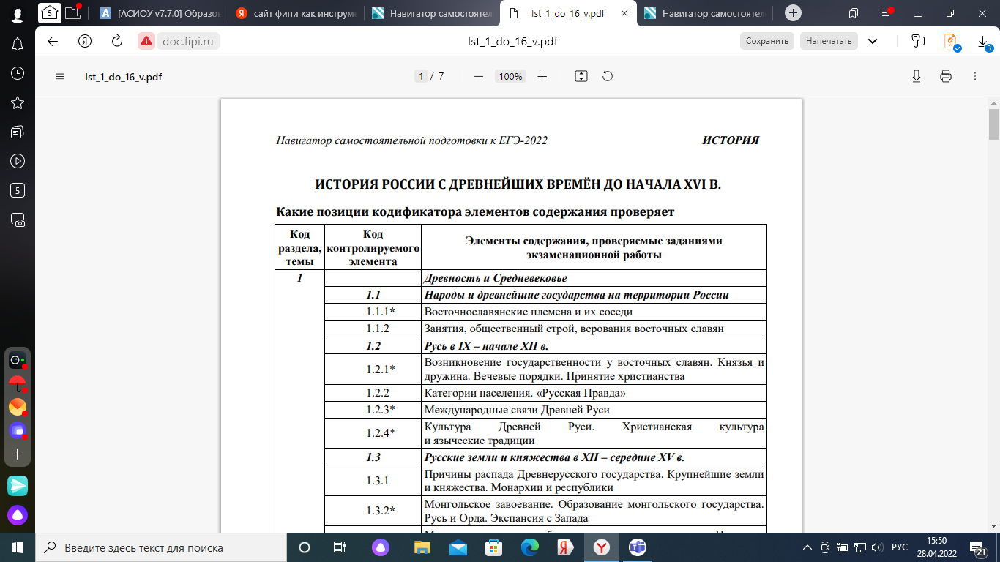 5
[АСИОУ v7.7.0] Образов
сайт фипи как инструме
Навигатор самостоятел
Ist_1_do_16_v.pdf
Навигатор самостоятел
doc.fipi.ru
Ist_1_do_16_v.pdf
Сохранить
Напечатать
3
Ist_1_do_16_v.pdf
1 / 7
100%
5
Навигатор самостоятельной подготовки к ЕГЭ-2022 ИСТОРИЯ
ИСТОРИЯ РОССИИ С ДРЕВНЕЙШИХ ВРЕМЁН ДО НАЧАЛА XVI В.
Какие позиции кодификатора элементов содержания проверяет
Код раздела, темы
Код контролируемого элемента
Элементы содержания, проверяемые заданиями
экзаменационной работы
1 Древность и Средневековье
1.1 Народы и древнейшие государства на территории России
1.1.1* Восточнославянские племена и их соседи
1.1.2 Занятия, общественный строй, верования восточных славян
1.2 Русь в IX – начале XII в.
1.2.1* Возникновение государственности у восточных славян. Князья и
дружина. Вечевые порядки. Принятие христианства
1.2.2 Категории населения. «Русская Правда»
1.2.3* Международные связи Древней Руси
1.2.4* Культура Древней Руси. Христианская культура
и языческие традиции
1.3 Русские земли и княжества в XII – середине XV в.
1.3.1 Причины распада Древнерусского государства. Крупнейшие земли
и княжества. Монархии и республики
1.3.2* Монгольское завоевание. Образование монгольского государства.
Русь и Орда. Экспансия с Запада
Введите здесь текст для поиска
РУС
15:50
28.04.2022
21